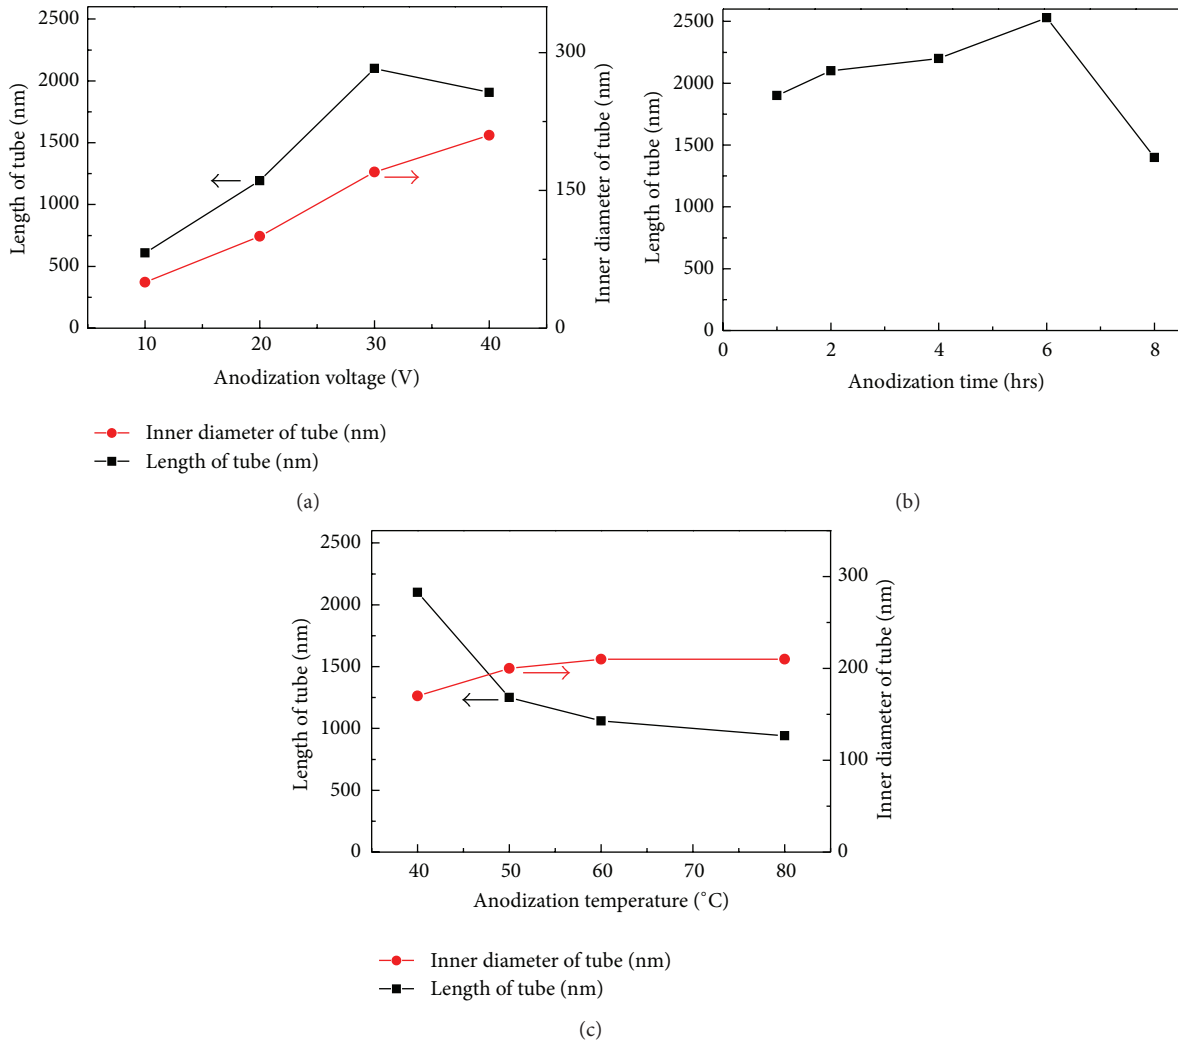 2500
2000
1500
1000
500
0
Length of tube (nm)
300
150
0
Inner diameter of tube (nm)
10 20 30 40
Anodization voltage (V)
Inner diameter of tube (nm)
Length of tube (nm)
(a)
2500
2000
1500
1000
500
0
Length of tube (nm)
0 2 4 6 8
Anodization time (hrs)
(b)
2500
2000
1500
1000
500
0
Length of tube (nm)
300
200
100
0
Inner diameter of tube (nm)
40 50 60 70 80
Anodization temperature (°C)
Inner diameter of tube (nm)
Length of tube (nm)
(c)